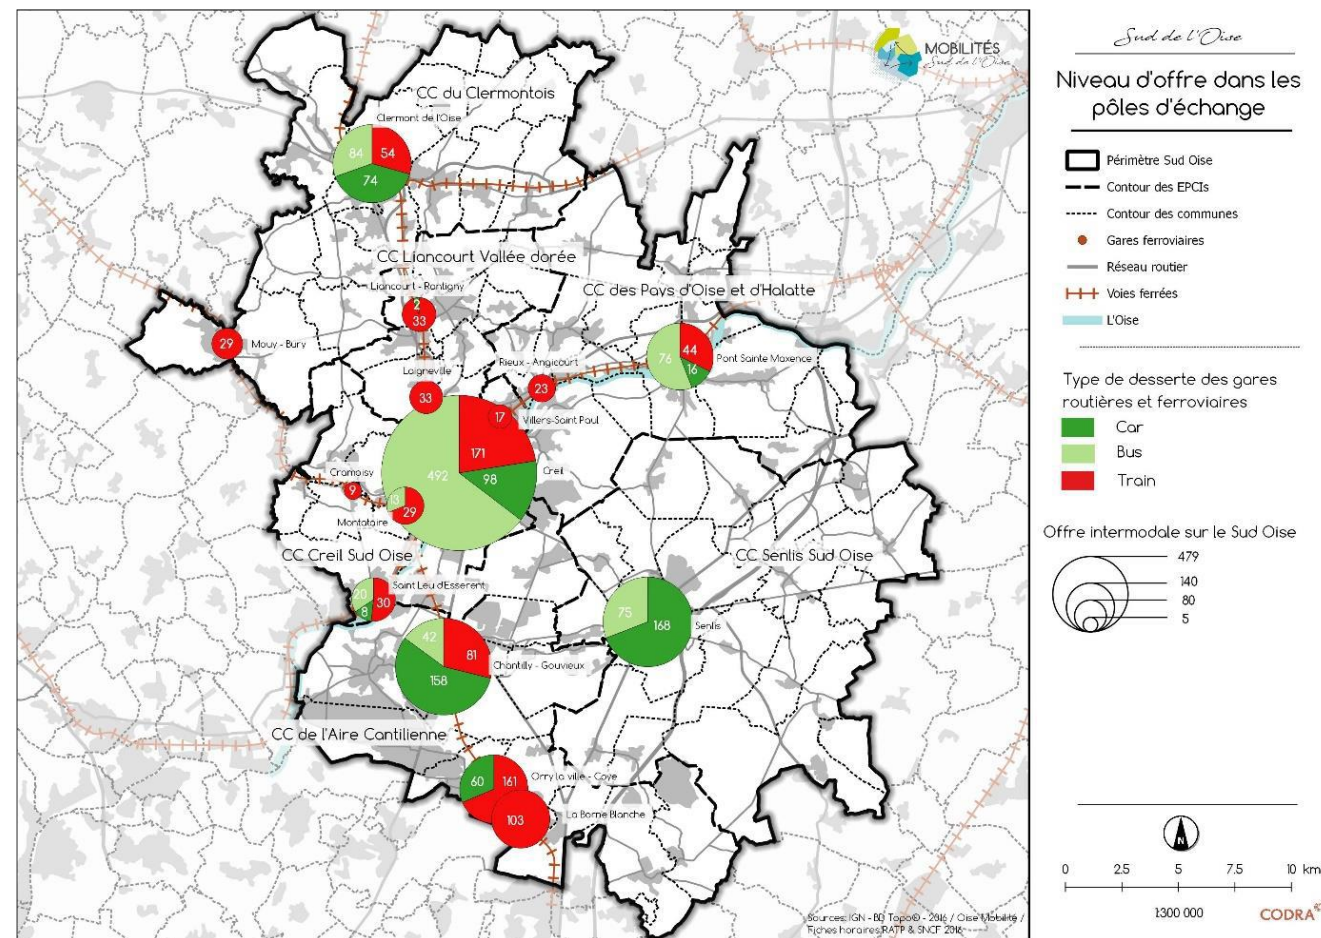 MOBILITÉS
Sud de l'Oise
CC du Clermontois
Clermont de l'Oise
84
54
74
CC Liancourt Vallée dorée
Liancourt - Rantigny
2
33
CC des Pays d'Oise et d'Halatte
29
Mouy - Bury
Laigneville
33
Rieux - Angicourt
23
76
44
16
Pont Sainte Maxence
17
Villers-Saint Paul
171
492
98
Creil
Cramoisy
9
13
29
Montataire
CC Creil Sud Oise
CC Senlis Sud Oise
Saint Leu d'Esserent
20
30
8
75
168
Senlis
42
81
158
Chantilly - Gouvieux
CC de l'Aire Cantilienne
60
161
Orry la ville - Coye
103
La Borne Blanche
Sources: IGN - BD Topo© - 2016 / Oise Mobilité /
Fiches horaires RATP & SNCF 2016
Sud de l'Oise
Niveau d'offre dans les
pôles d'échange
Périmètre Sud Oise
Contour des EPCIs
Contour des communes
Gares ferroviaires
Réseau routier
Voies ferrées
L'Oise
Type de desserte des gares
routières et ferroviaires
Car
Bus
Train
Offre intermodale sur le Sud Oise
479
140
80
5
N
0 2.5 5 10 km
1:300 000
CODRA